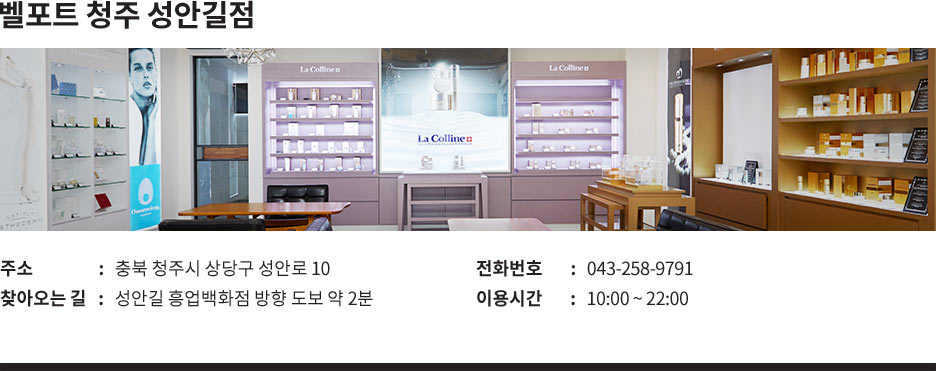 벨포트 청주 성안길점
La Colline
La Colline
La Colline
INSTITUT
주소 : 충북 청주시 상당구 성안로 10
전화번호 : 043-258-9791
찾아오는 길 : 성안길 흥업백화점 방향 도보 약 2분
이용시간 : 10:00 ~ 22:00